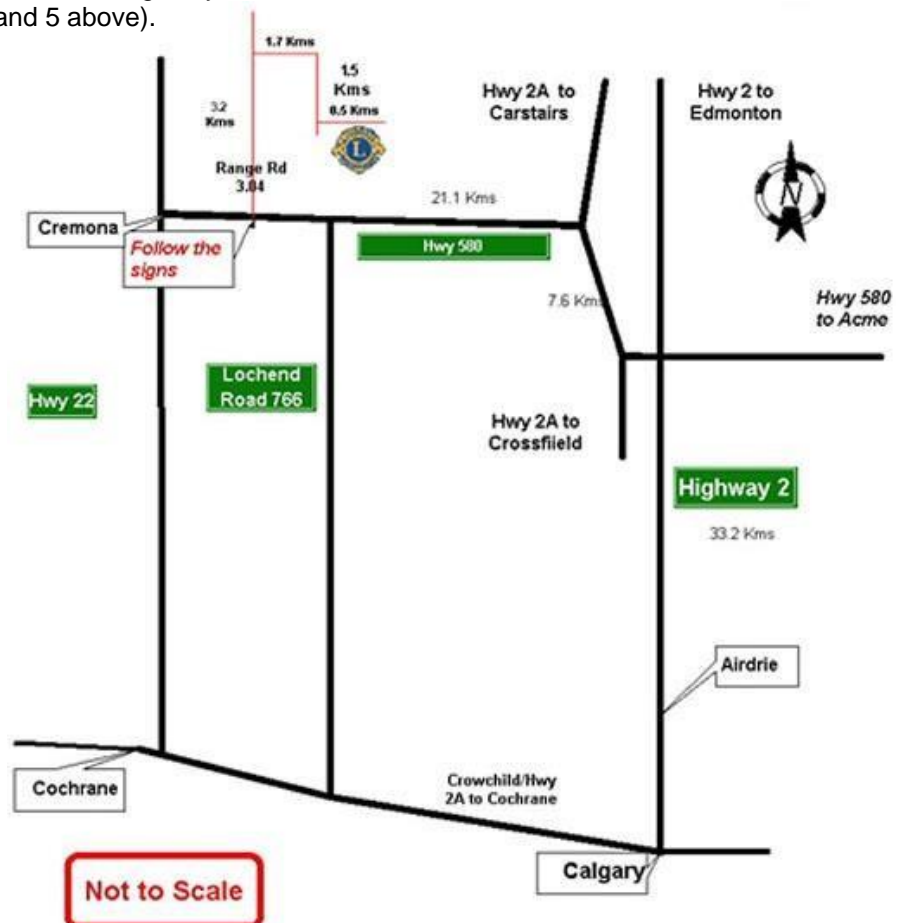 and 5 above).
1.7 Kms
1.5
Kms
0.5 Kms
3.2
Kms
Hwy 2A to
Carstairs
Hwy 2 to
Edmonton
L
Range Rd
3.04
21.1 Kms
N
Cremona
Follow the
signs
Hwy 580
7.6 Kms
Hwy 580
to Acme
Hwy 22
Lochend
Road 766
Hwy 2A to
Crossfiield
Highway 2
33.2 Kms
Airdrie
Cochrane
Crowchild/Hwy
2A to Cochrane
Calgary
Not to Scale